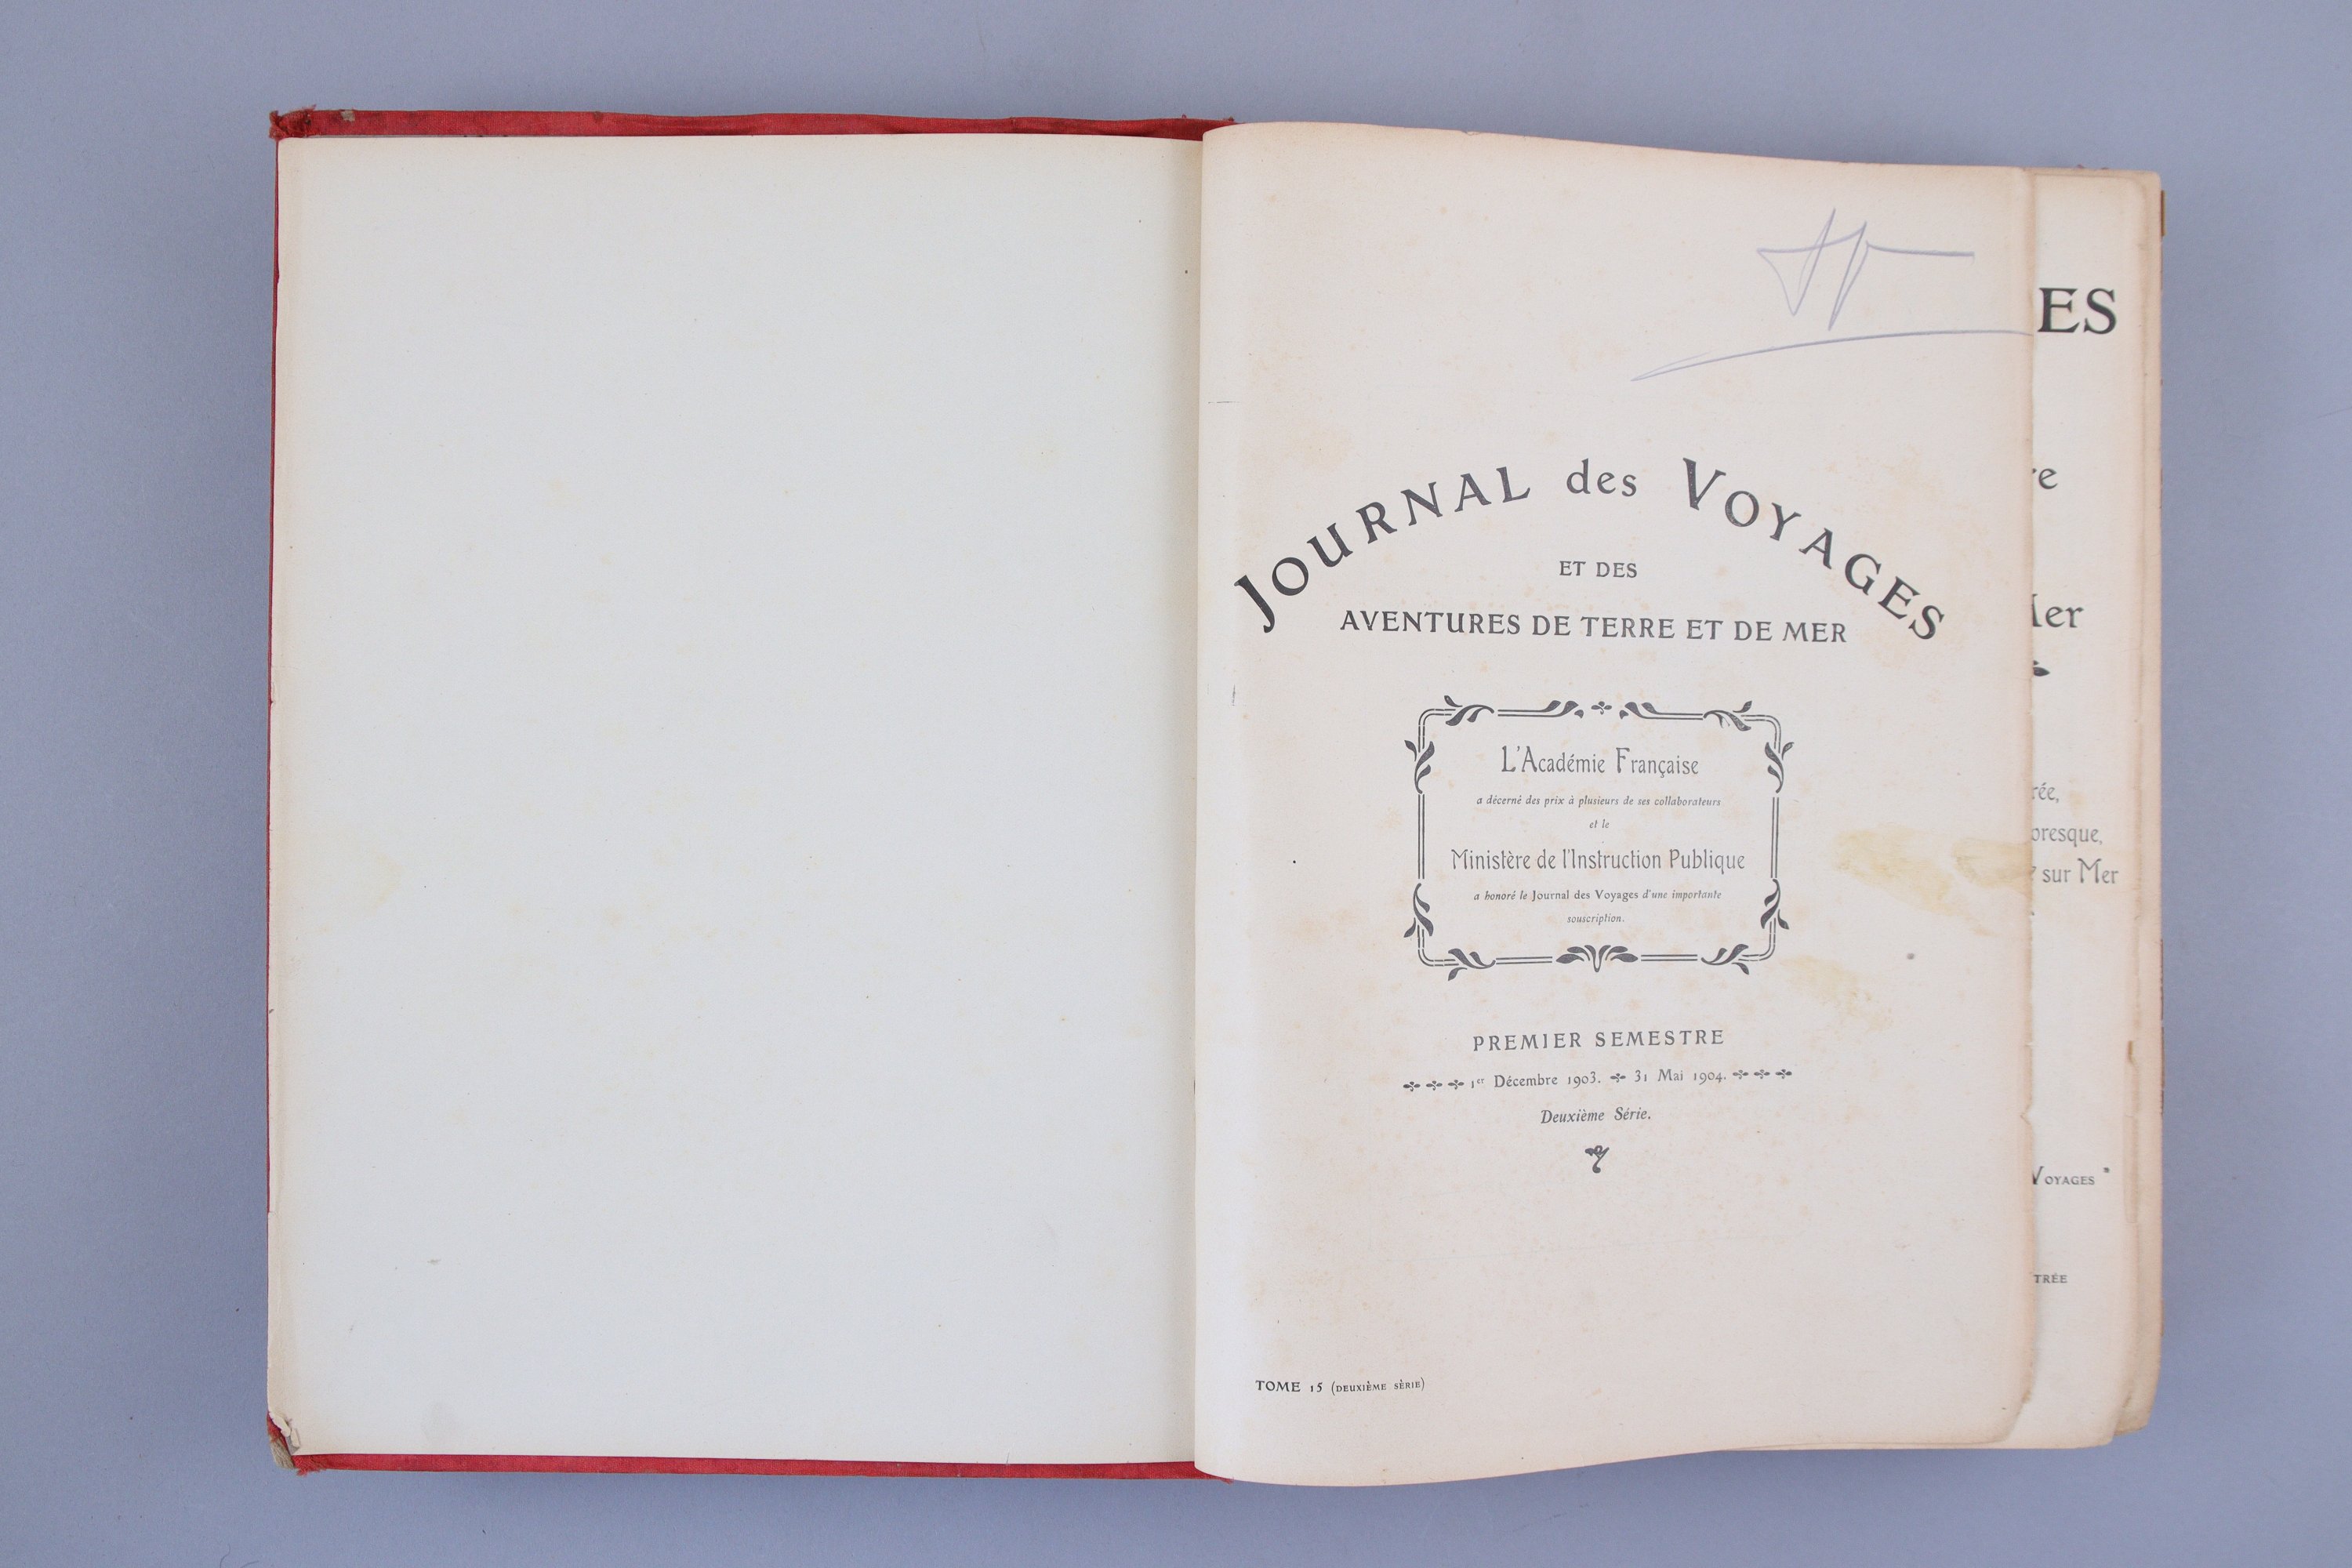 JOURNAL des VOYAGES
ET DES
AVENTURES DE TERRE ET DE MER
L'Académie Française
a décerné des prix à plusieurs de ses collaborateurs
et le
Ministère de l'Instruction Publique
a honoré le Journal des Voyages d'une importante
souscription.
PREMIER SEMESTRE
1er Décembre 1903. 31 Mai 1904.
Deuxième Série.
TOME 15 (DEUXIÈME SÉRIE)
ES
re
er
rée,
oresque,
sur Mer
VOYAGES
TRÉE